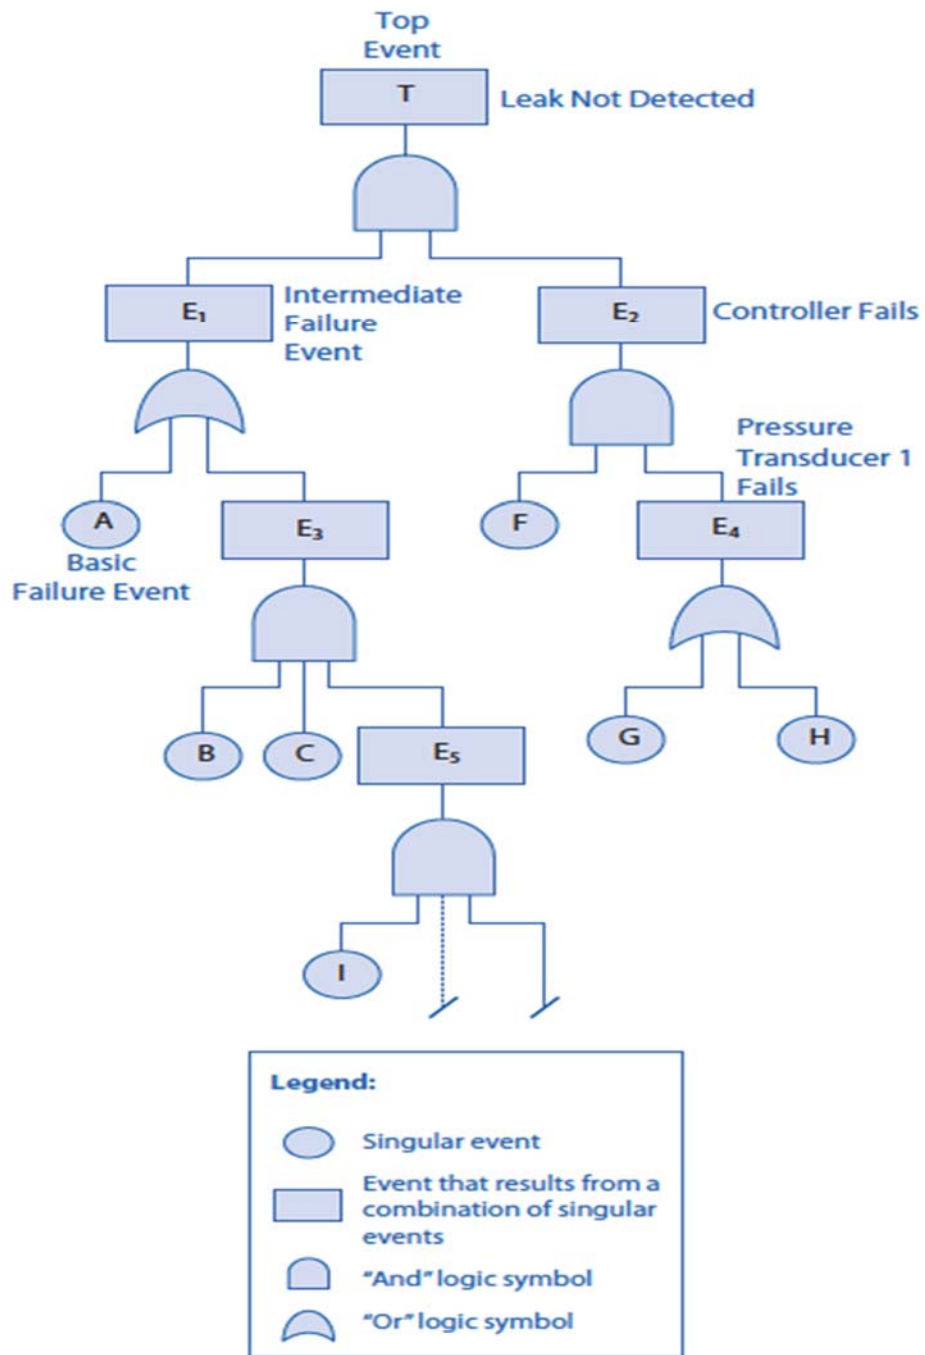 Top
Event
T
Leak Not Detected
E₁
Intermediate
Failure
Event
E₂
Controller Fails
A
Basic
Failure Event
E₃
F
Pressure
Transducer 1
Fails
E₄
B
C
E₅
G
H
I
Legend:
Singular event
Event that results from a
combination of singular
events
"And" logic symbol
"Or" logic symbol